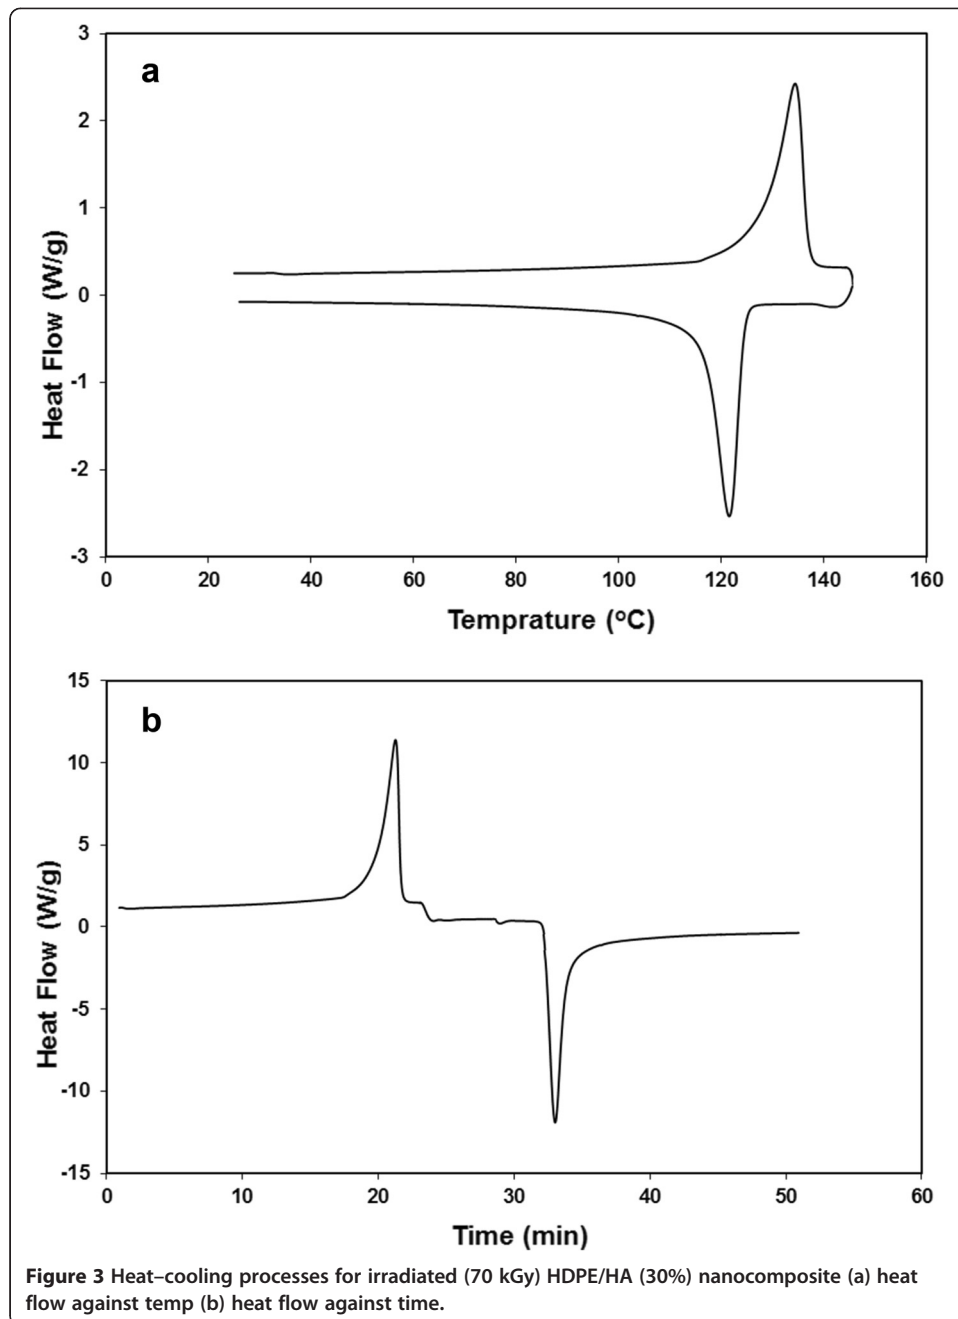 a
3
2
1
0
-1
-2
-3
Heat Flow (W/g)
0 20 40 60 80 100 120 140 160
Temprature (oC)
b
15
10
5
0
-5
-10
-15
Heat Flow (W/g)
0 10 20 30 40 50 60
Time (min)
Figure 3 Heat–cooling processes for irradiated (70 kGy) HDPE/HA (30%) nanocomposite (a) heat
flow against temp (b) heat flow against time.